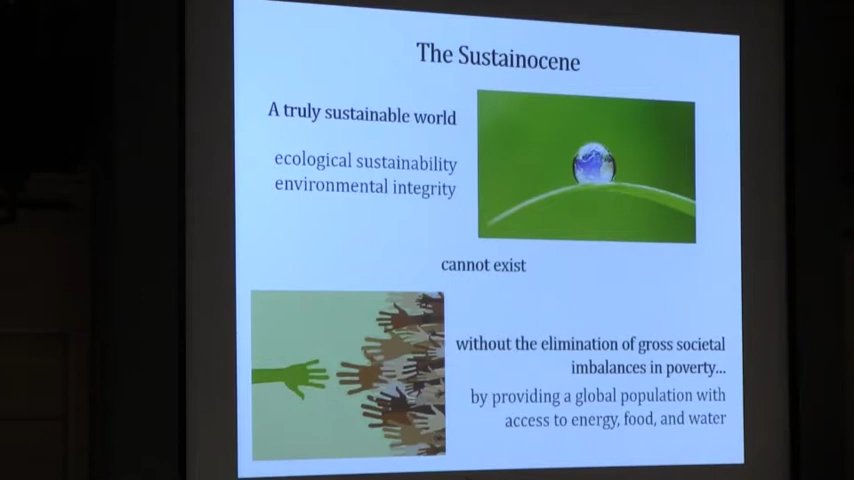 The Sustainocene
A truly sustainable world
ecological sustainability
environmental integrity
cannot exist
without the elimination of gross societal
imbalances in poverty...
by providing a global population with
access to energy, food, and water